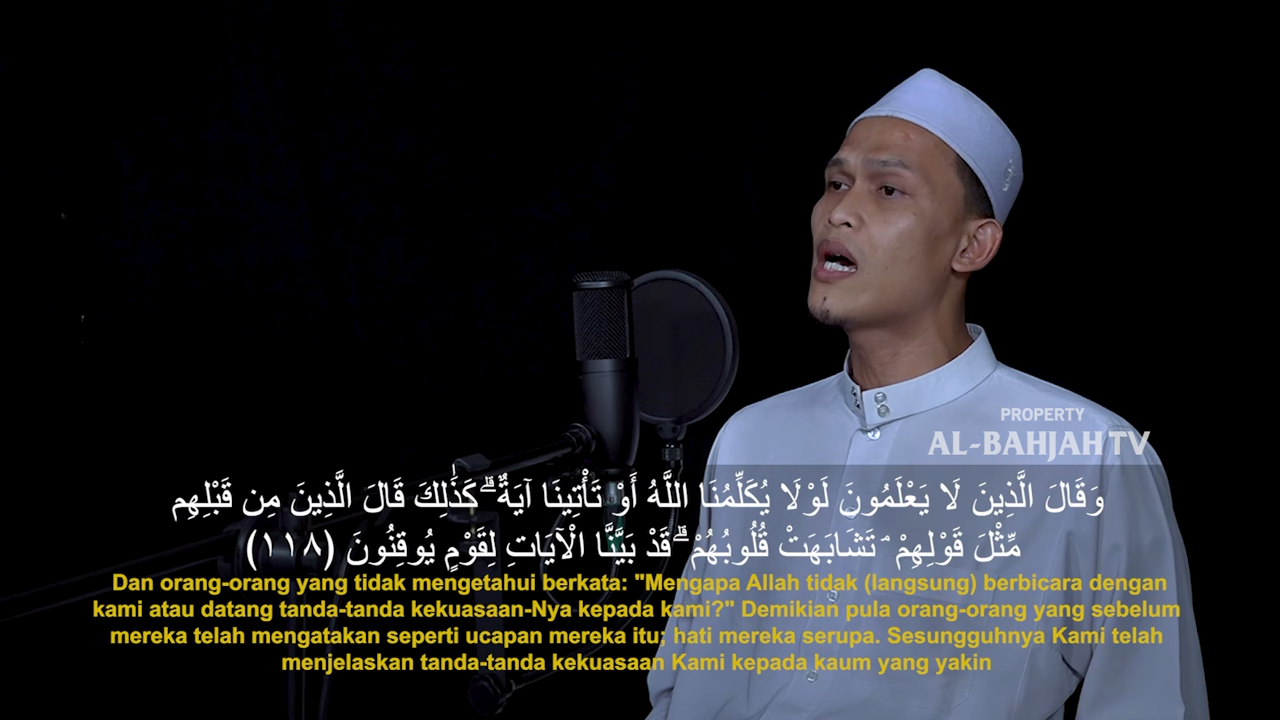 PROPERTY
AL-BAHJAH TV
وَقَالَ الَّذِينَ لَا يَعْلَمُونَ لَوْلَا يُكَلِّمُنَا اللَّهُ أَوْ تَأْتِينَا آيَةٌ ۗ كَذَٰلِكَ قَالَ الَّذِينَ مِن قَبْلِهِم
مِّثْلَ قَوْلِهِمْ ۘ تَشَابَهَتْ قُلُوبُهُمْ ۗ قَدْ بَيَّنَّا الْآيَاتِ لِقَوْمٍ يُوقِنُونَ (١١٨)
Dan orang-orang yang tidak mengetahui berkata: "Mengapa Allah tidak (langsung) berbicara dengan
kami atau datang tanda-tanda kekuasaan-Nya kepada kami?" Demikian pula orang-orang yang sebelum
mereka telah mengatakan seperti ucapan mereka itu; hati mereka serupa. Sesungguhnya Kami telah
menjelaskan tanda-tanda kekuasaan Kami kepada kaum yang yakin